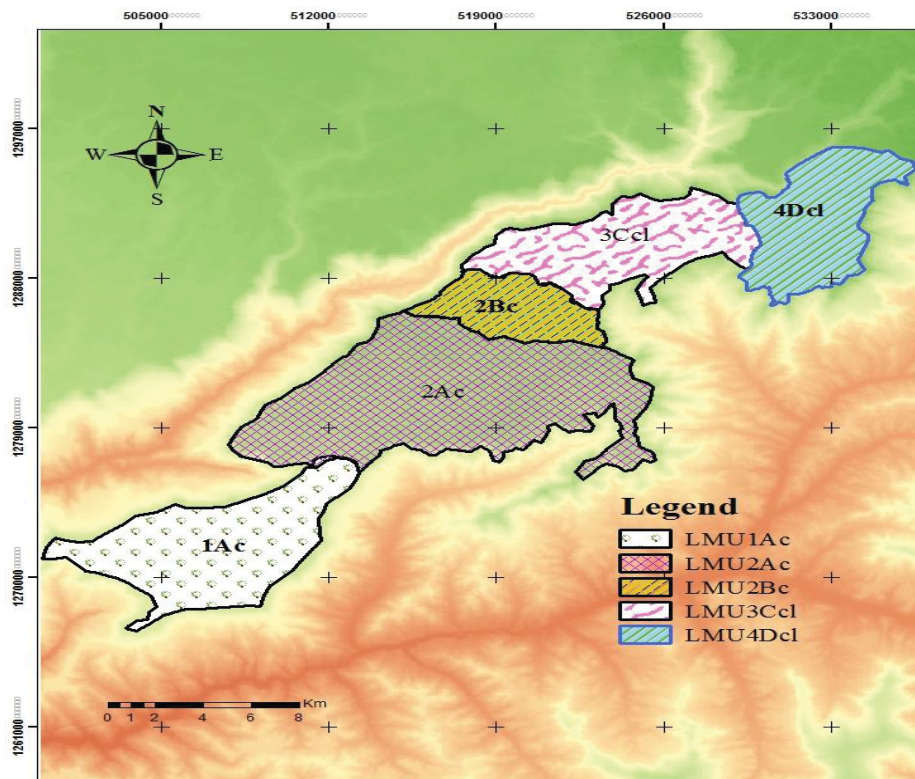 505000 512000 5119000 526000 533000
1297000
1288000
1279000
1270000
1261000
N
W E
S
4Dcl
3Ccl
2Bc
2Ac
1Ac
Legend
LMU1Ac
LMU2Ac
LMU2Bc
LMU3Ccl
LMU4Dcl
Km
0 1 2 4 6 8